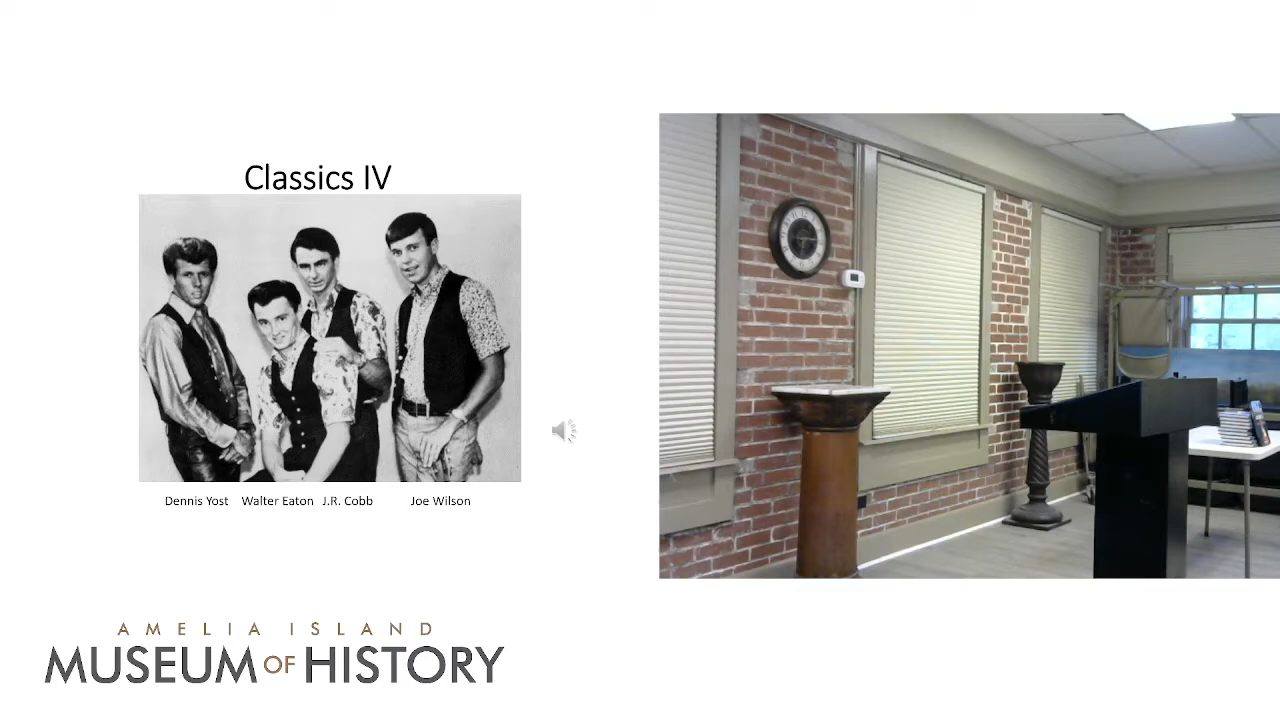 Classics IV
Dennis Yost Walter Eaton J.R. Cobb Joe Wilson
AMELIA ISLAND
MUSEUM OF HISTORY